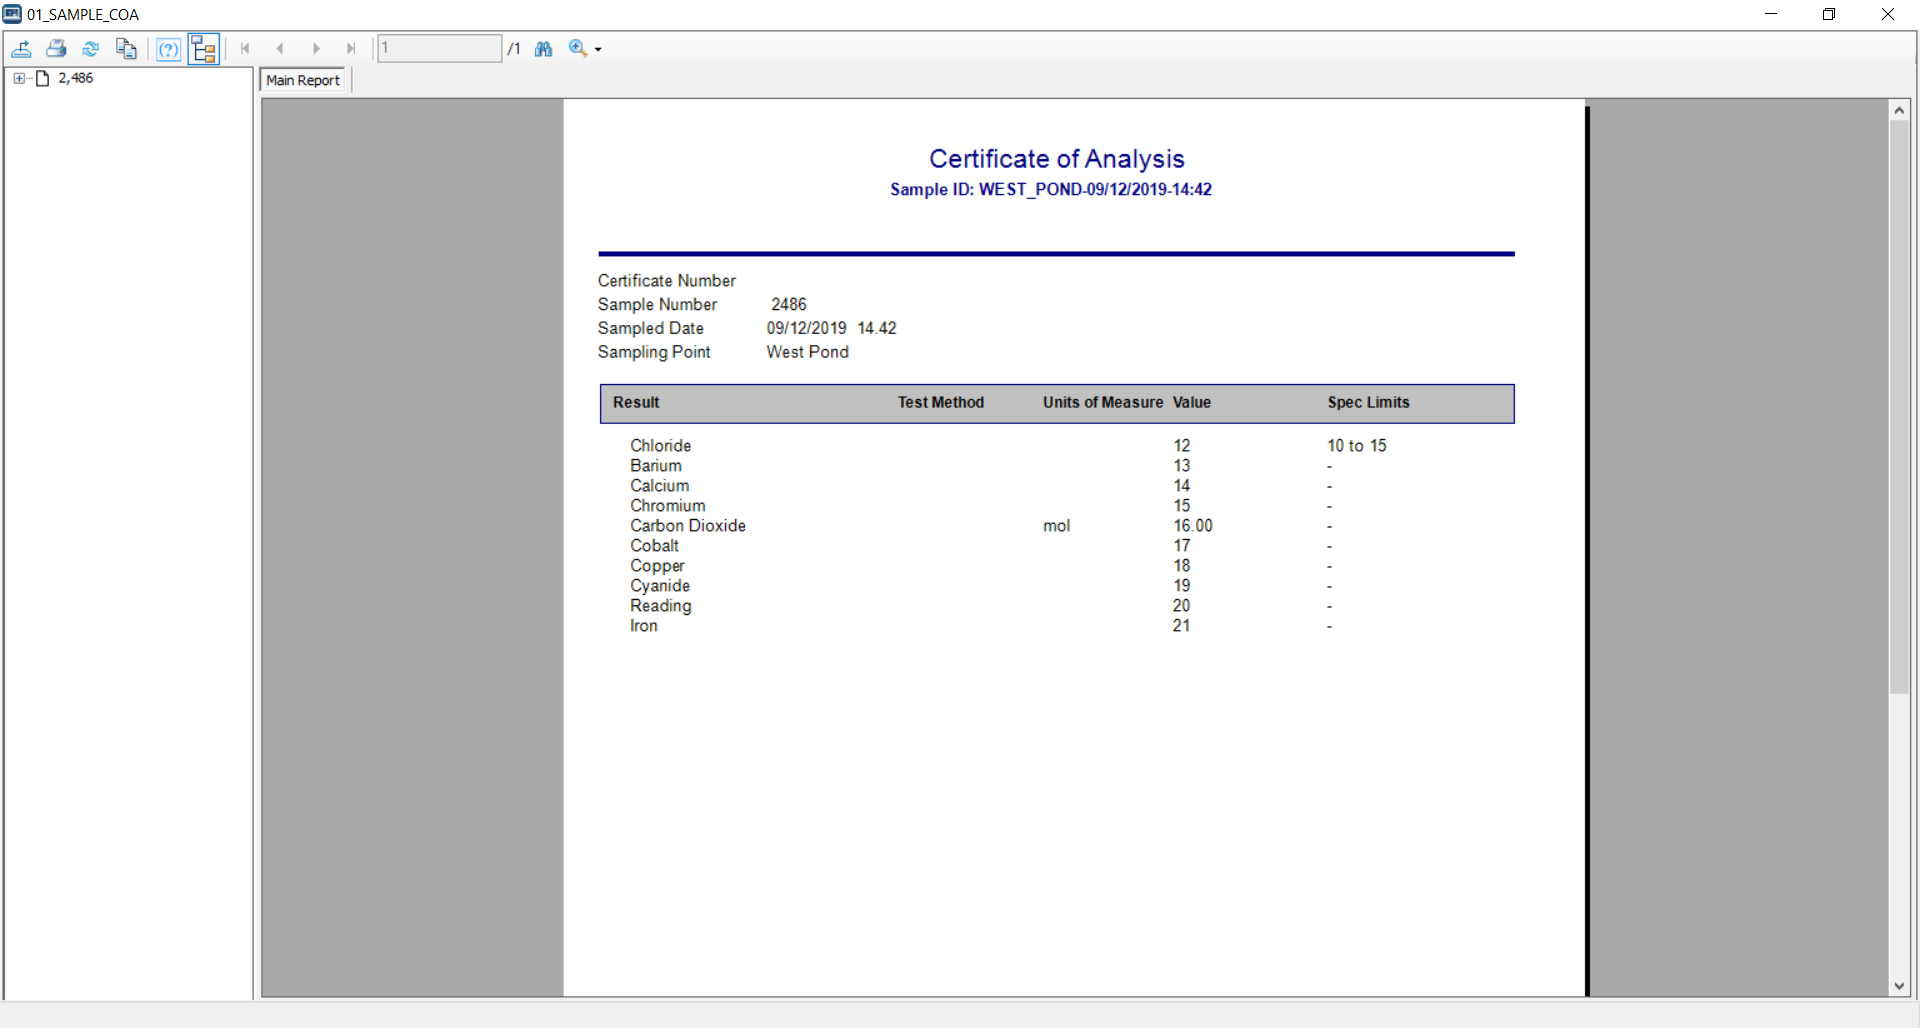 01_SAMPLE_COA
(?)
1 /1
2,486
Main Report
Certificate of Analysis
Sample ID: WEST_POND-09/12/2019-14:42
Certificate Number
Sample Number 2486
Sampled Date 09/12/2019 14.42
Sampling Point West Pond
Result Test Method Units of Measure Value Spec Limits
Chloride 12 10 to 15
Barium 13 -
Calcium 14 -
Chromium 15 -
Carbon Dioxide mol 16.00 -
Cobalt 17 -
Copper 18 -
Cyanide 19 -
Reading 20 -
Iron 21 -